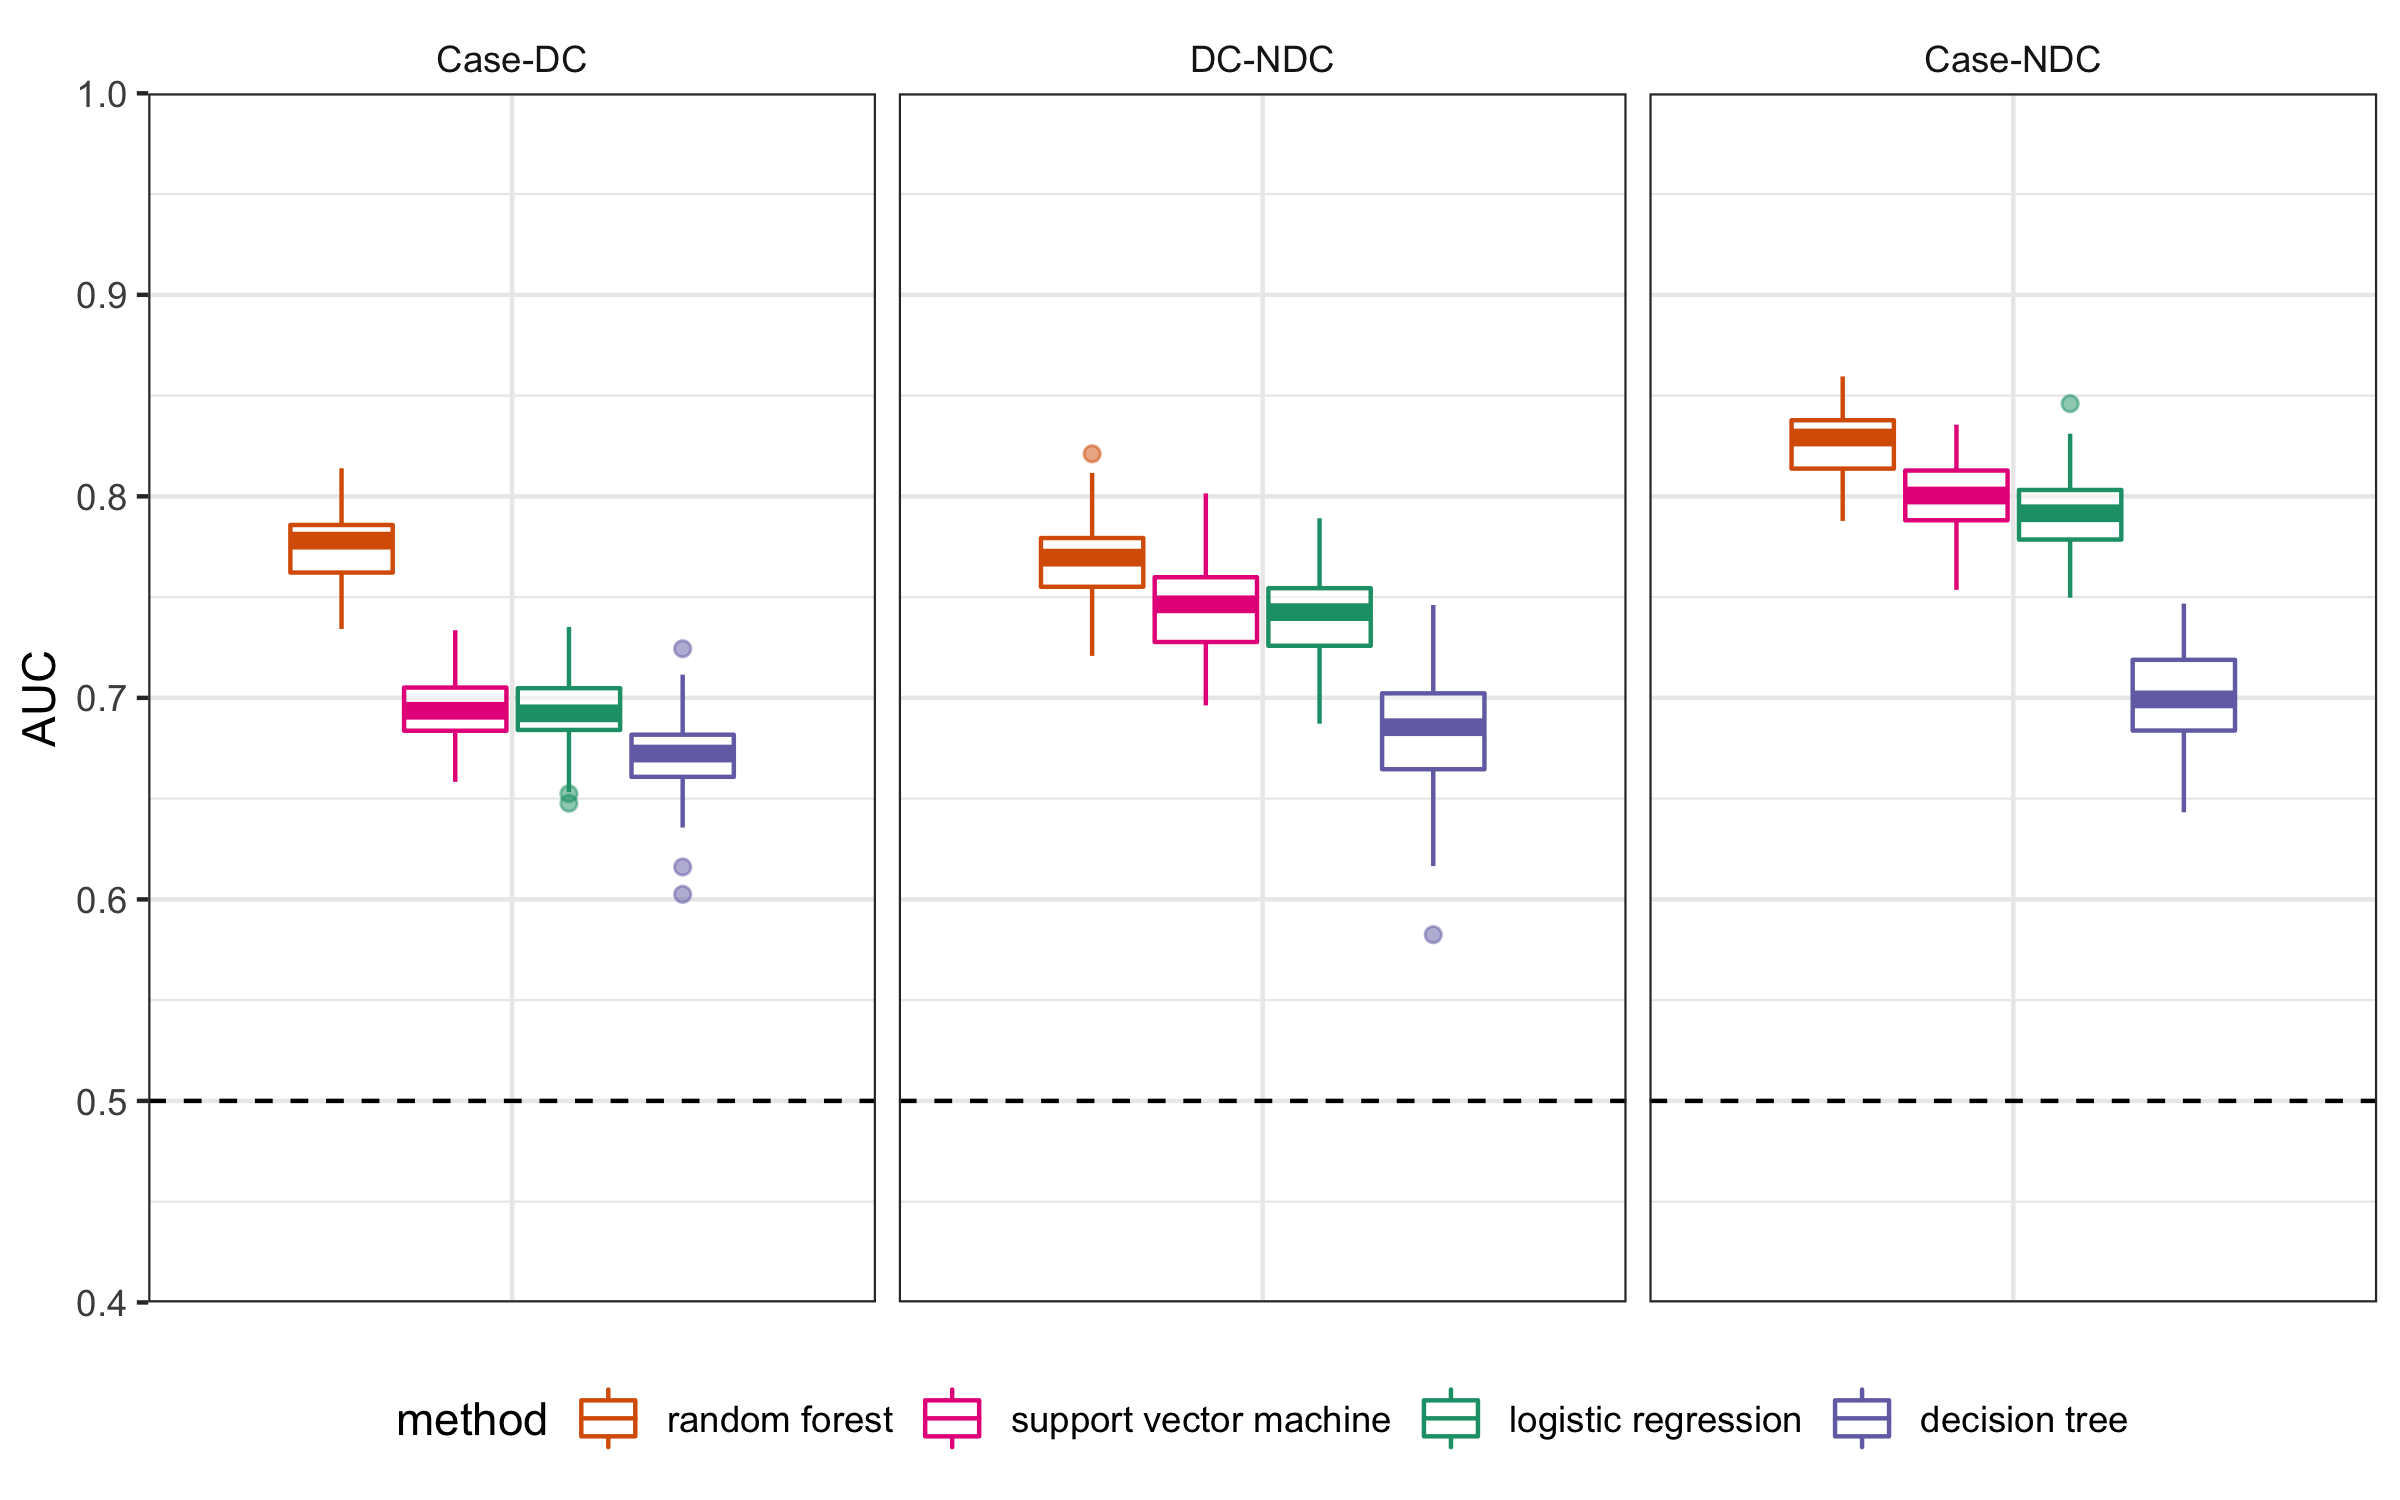 Case-DC DC-NDC Case-NDC
1.0
0.9
0.8
0.7
0.6
0.5
0.4
AUC
method random forest support vector machine logistic regression decision tree